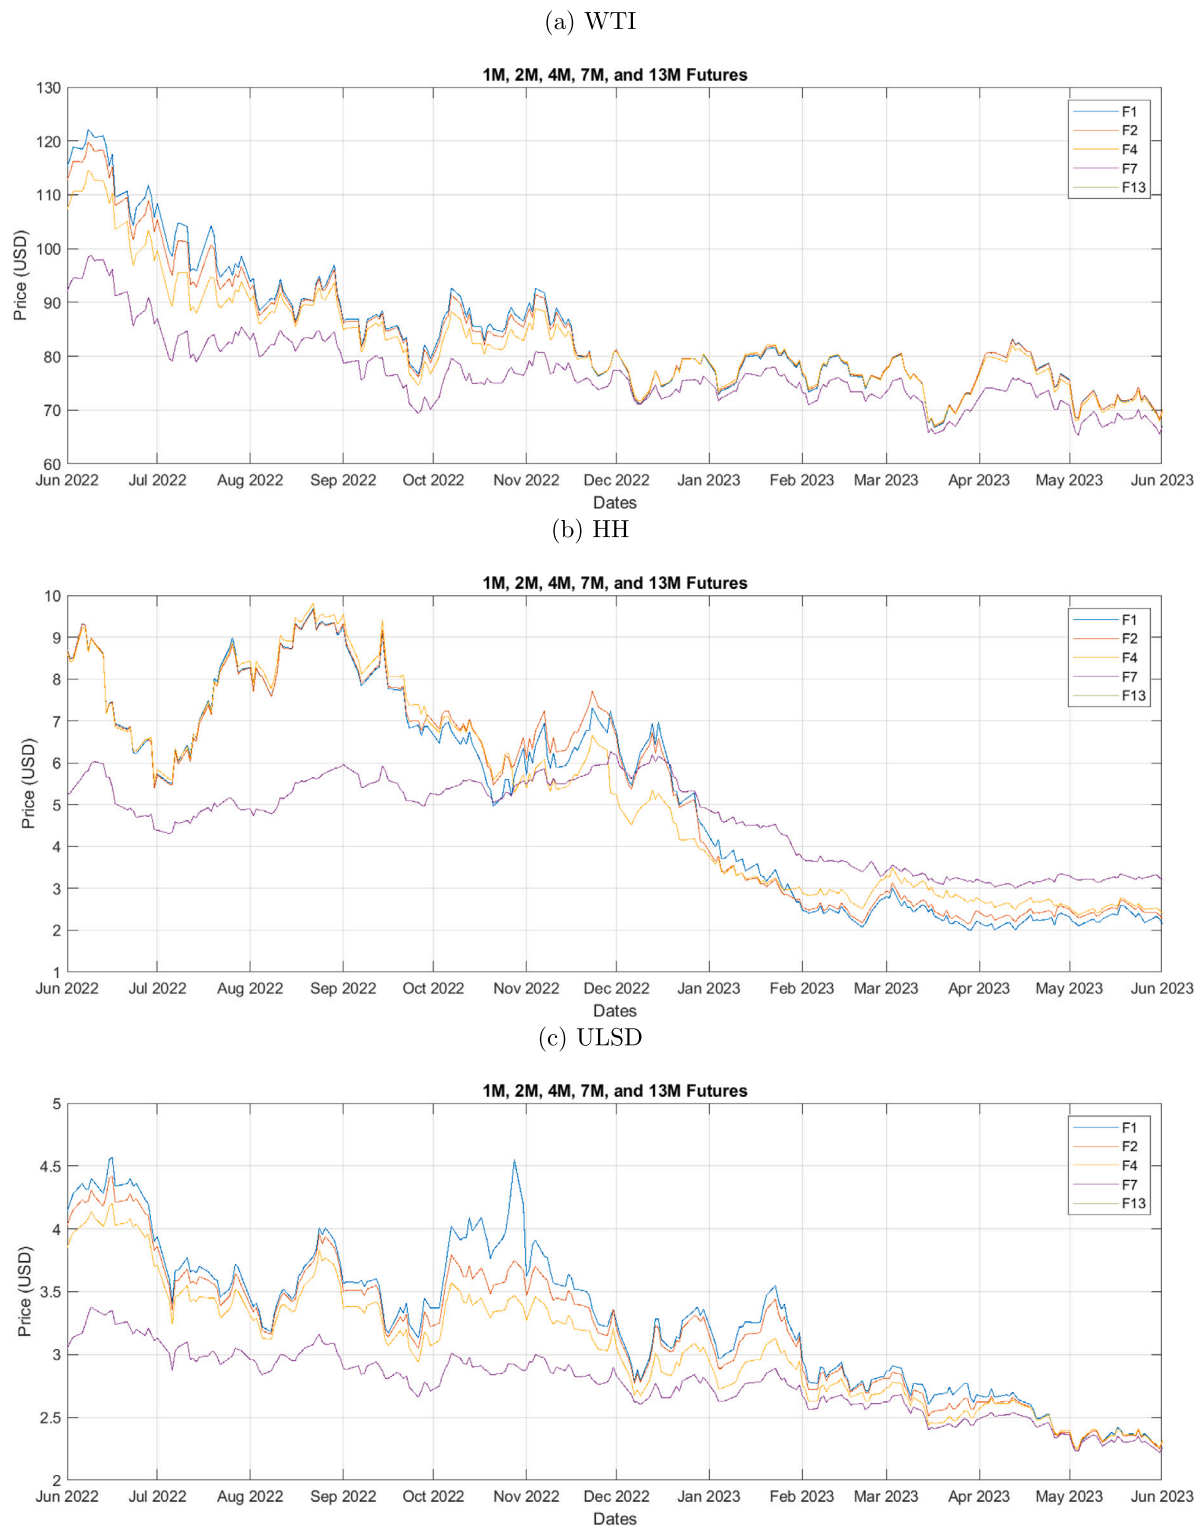 (a) WTI
1M, 2M, 4M, 7M, and 13M Futures
130
120
110
100
90
80
70
60
Price (USD)
F1
F2
F4
F7
F13
Jun 2022 Jul 2022 Aug 2022 Sep 2022 Oct 2022 Nov 2022 Dec 2022 Jan 2023 Feb 2023 Mar 2023 Apr 2023 May 2023 Jun 2023
Dates
(b) HH
1M, 2M, 4M, 7M, and 13M Futures
10
9
8
7
6
5
4
3
2
1
Price (USD)
F1
F2
F4
F7
F13
Jun 2022 Jul 2022 Aug 2022 Sep 2022 Oct 2022 Nov 2022 Dec 2022 Jan 2023 Feb 2023 Mar 2023 Apr 2023 May 2023 Jun 2023
Dates
(c) ULSD
1M, 2M, 4M, 7M, and 13M Futures
5
4.5
4
3.5
3
2.5
2
Price (USD)
F1
F2
F4
F7
F13
Jun 2022 Jul 2022 Aug 2022 Sep 2022 Oct 2022 Nov 2022 Dec 2022 Jan 2023 Feb 2023 Mar 2023 Apr 2023 May 2023 Jun 2023
Dates